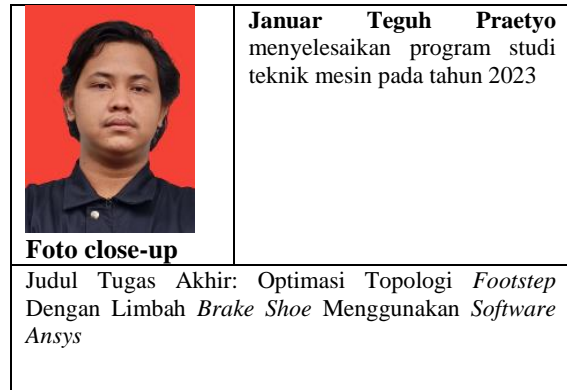 Januar Teguh Praetyo
menyelesaikan program studi
teknik mesin pada tahun 2023
Foto close-up
Judul Tugas Akhir: Optimasi Topologi Footstep
Dengan Limbah Brake Shoe Menggunakan Software
Ansys